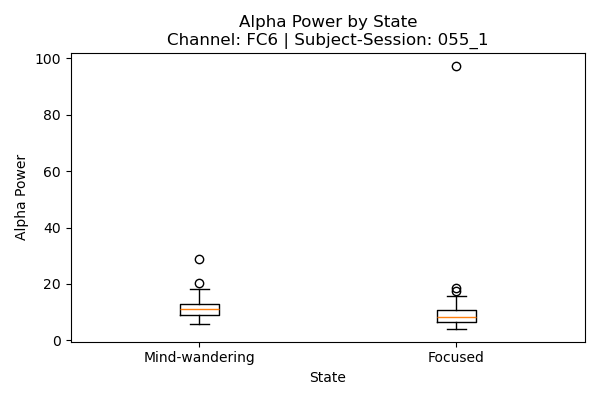 Alpha Power by State
Channel: FC6 | Subject-Session: 055_1
100
80
60
40
20
0
Alpha Power
Mind-wandering
Focused
State